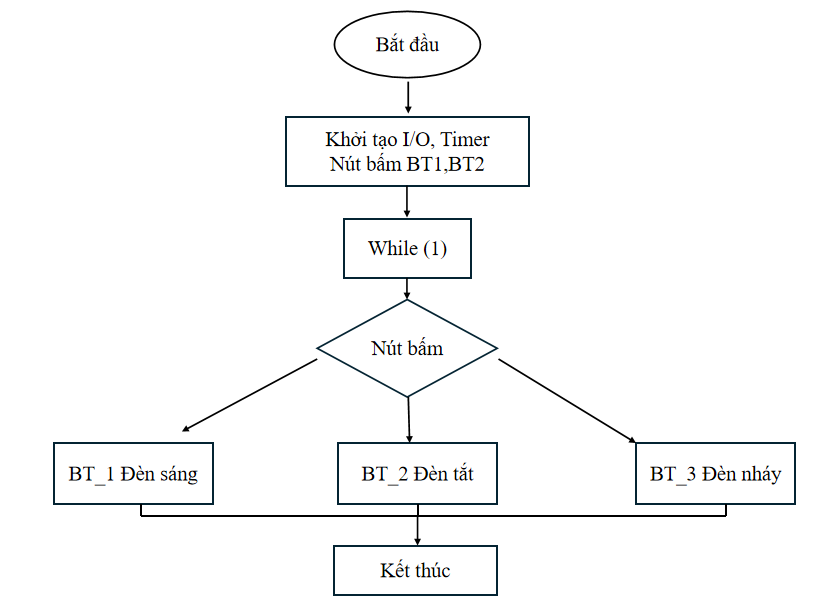 Bắt đầu
Khởi tạo I/O, Timer
Nút bấm BT1,BT2
While (1)
Nút bấm
BT_1 Đèn sáng
BT_2 Đèn tắt
BT_3 Đèn nháy
Kết thúc